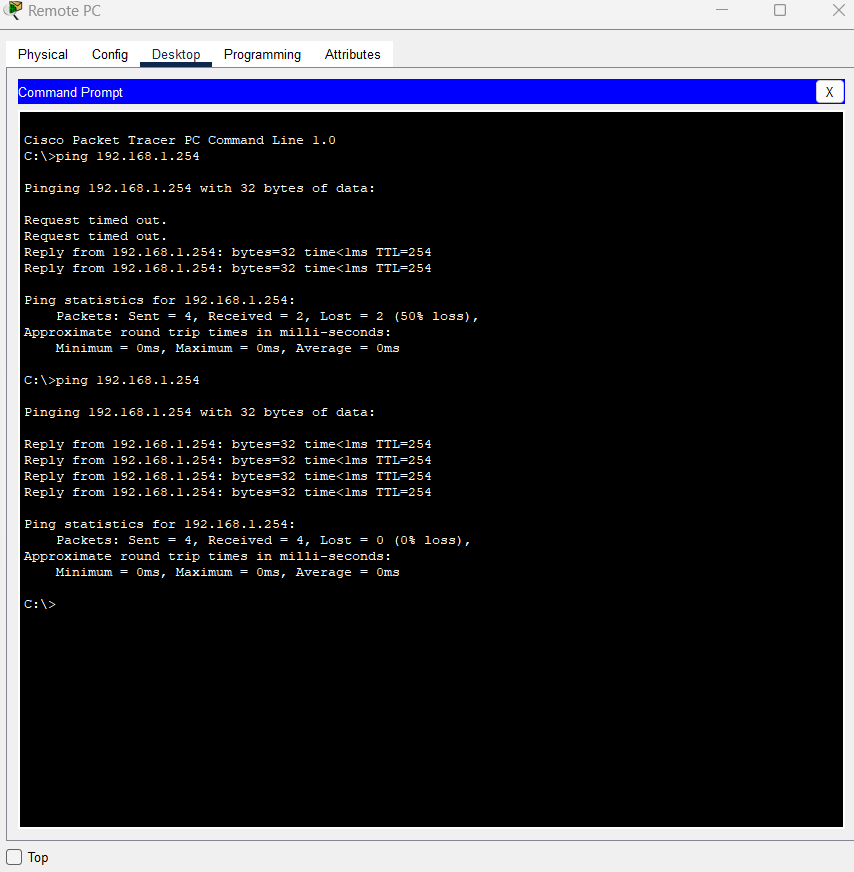 Remote PC
Physical Config Desktop Programming Attributes
Command Prompt X
Cisco Packet Tracer PC Command Line 1.0
C:\>ping 192.168.1.254
Pinging 192.168.1.254 with 32 bytes of data:
Request timed out.
Request timed out.
Reply from 192.168.1.254: bytes=32 time<1ms TTL=254
Reply from 192.168.1.254: bytes=32 time<1ms TTL=254
Ping statistics for 192.168.1.254:
    Packets: Sent = 4, Received = 2, Lost = 2 (50% loss),
Approximate round trip times in milli-seconds:
    Minimum = 0ms, Maximum = 0ms, Average = 0ms
C:\>ping 192.168.1.254
Pinging 192.168.1.254 with 32 bytes of data:
Reply from 192.168.1.254: bytes=32 time<1ms TTL=254
Reply from 192.168.1.254: bytes=32 time<1ms TTL=254
Reply from 192.168.1.254: bytes=32 time<1ms TTL=254
Reply from 192.168.1.254: bytes=32 time<1ms TTL=254
Ping statistics for 192.168.1.254:
    Packets: Sent = 4, Received = 4, Lost = 0 (0% loss),
Approximate round trip times in milli-seconds:
    Minimum = 0ms, Maximum = 0ms, Average = 0ms
C:\>
Top